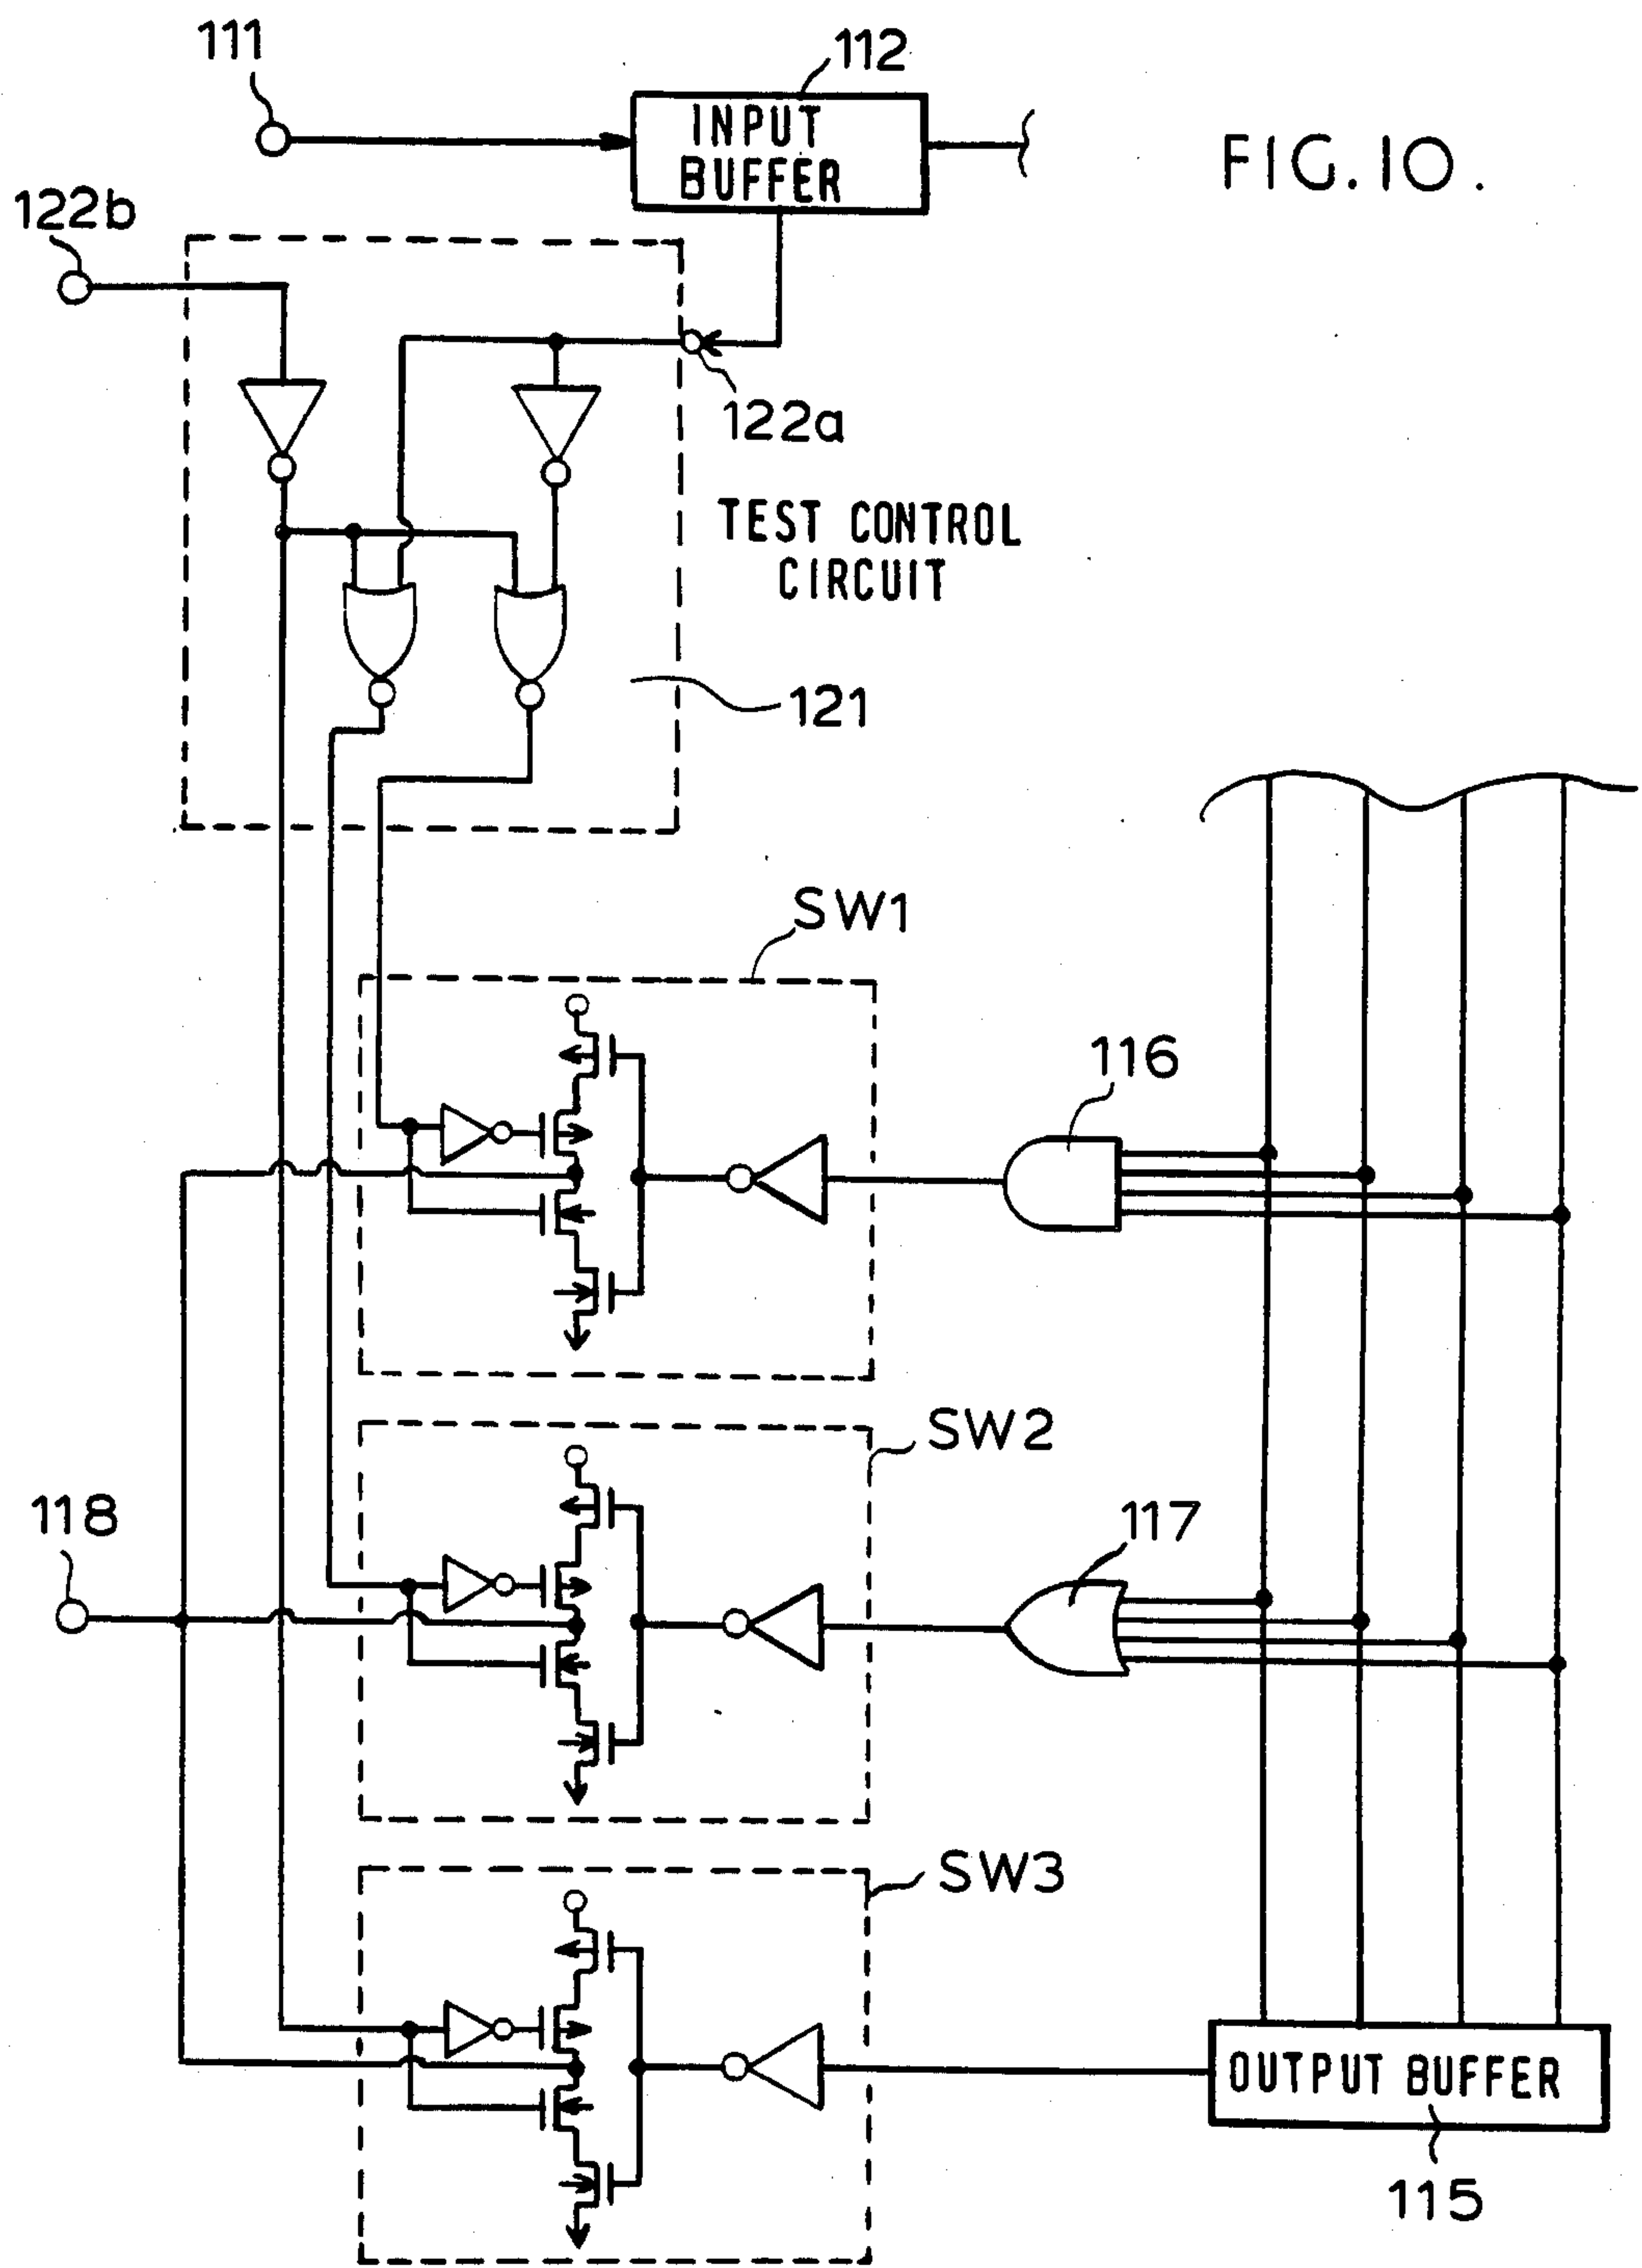 111
112
INPUT
BUFFER
FIG. 10.
122b
122a
TEST CONTROL
CIRCUIT
121
SW1
116
SW2
118
117
SW3
OUTPUT BUFFER
115